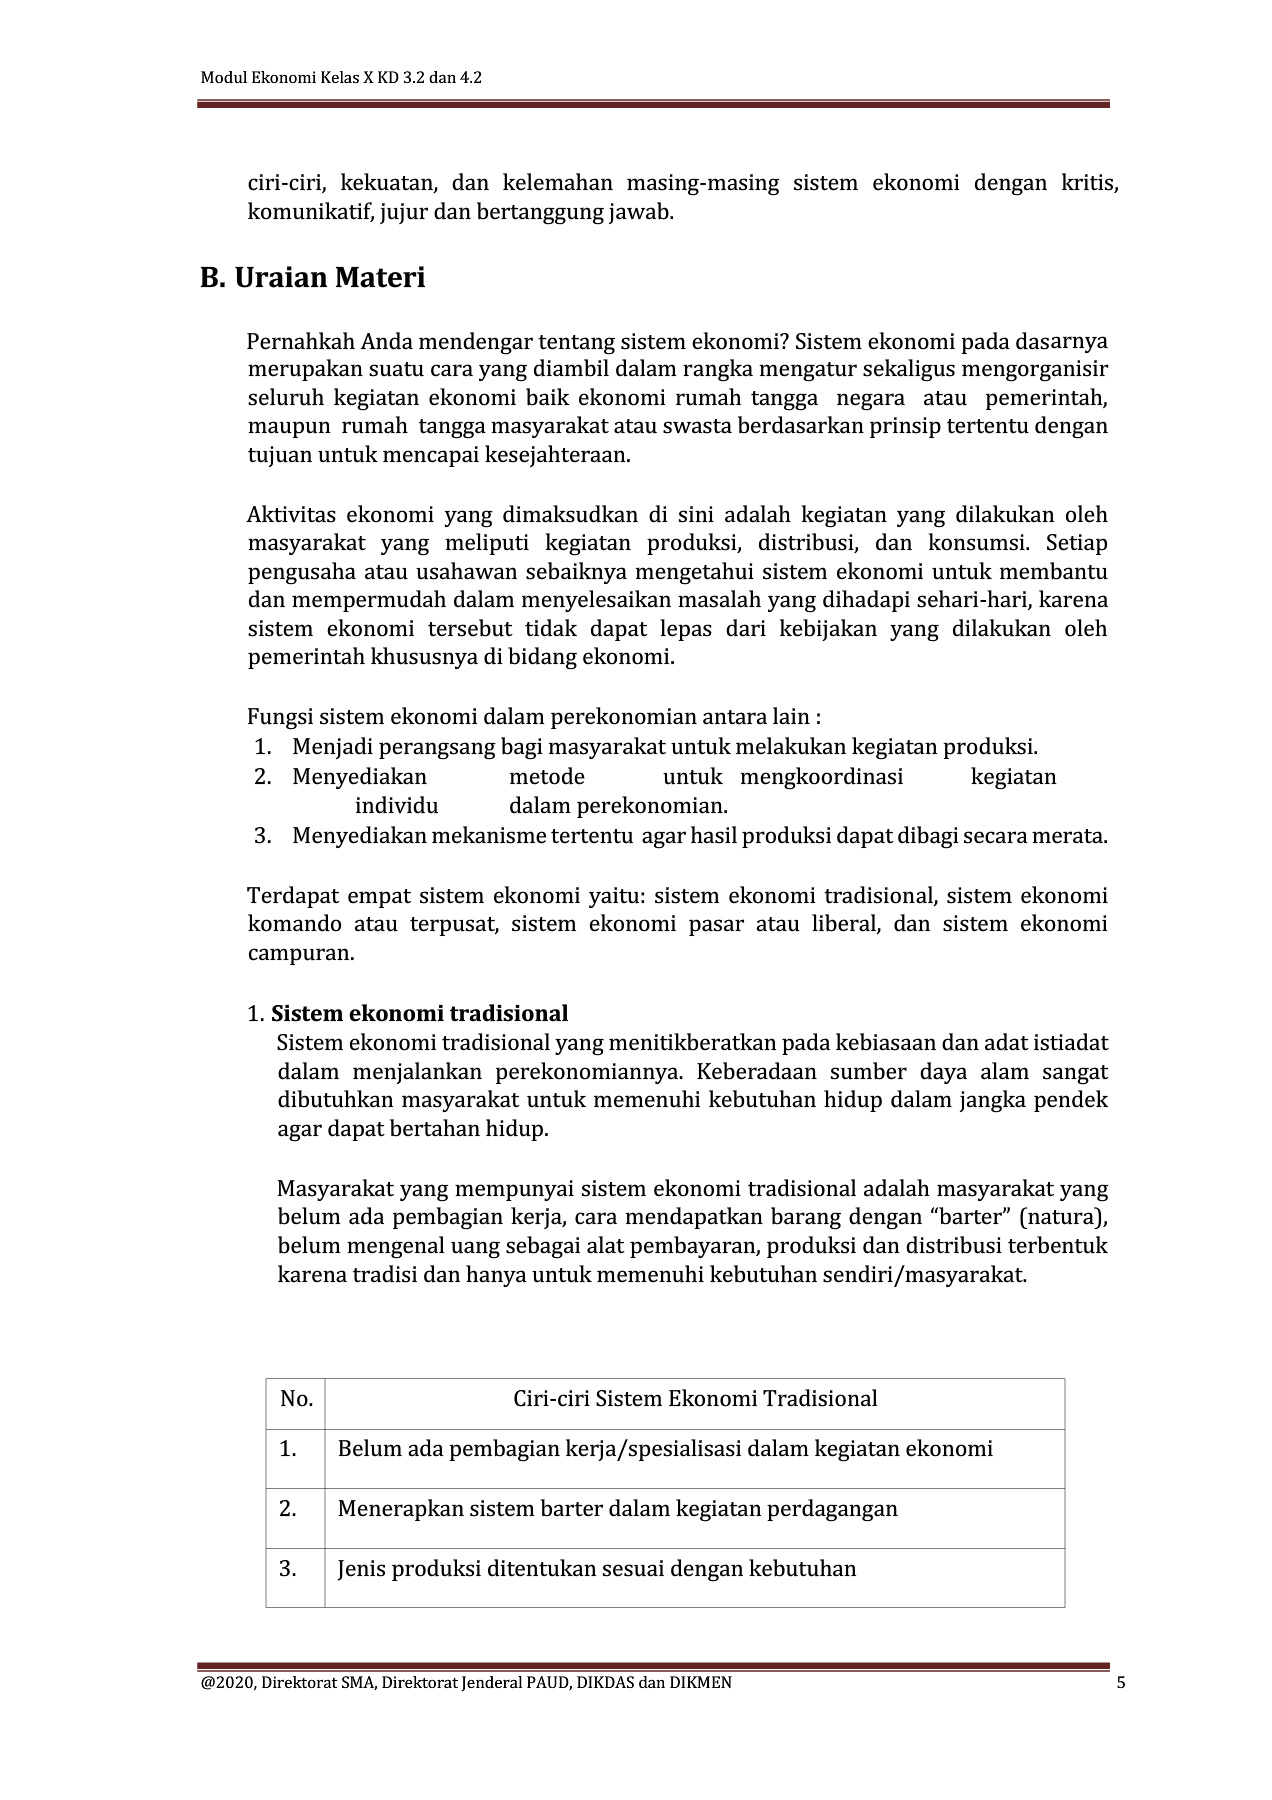 Modul Ekonomi Kelas X KD 3.2 dan 4.2
ciri-ciri, kekuatan, dan kelemahan masing-masing sistem ekonomi dengan kritis,
komunikatif, jujur dan bertanggung jawab.
B. Uraian Materi
Pernahkah Anda mendengar tentang sistem ekonomi? Sistem ekonomi pada dasarnya
merupakan suatu cara yang diambil dalam rangka mengatur sekaligus mengorganisir
seluruh kegiatan ekonomi baik ekonomi rumah tangga negara atau pemerintah,
maupun rumah tangga masyarakat atau swasta berdasarkan prinsip tertentu dengan
tujuan untuk mencapai kesejahteraan.
Aktivitas ekonomi yang dimaksudkan di sini adalah kegiatan yang dilakukan oleh
masyarakat yang meliputi kegiatan produksi, distribusi, dan konsumsi. Setiap
pengusaha atau usahawan sebaiknya mengetahui sistem ekonomi untuk membantu
dan mempermudah dalam menyelesaikan masalah yang dihadapi sehari-hari, karena
sistem ekonomi tersebut tidak dapat lepas dari kebijakan yang dilakukan oleh
pemerintah khususnya di bidang ekonomi.
Fungsi sistem ekonomi dalam perekonomian antara lain :
1. Menjadi perangsang bagi masyarakat untuk melakukan kegiatan produksi.
2. Menyediakan metode untuk mengkoordinasi kegiatan
individu dalam perekonomian.
3. Menyediakan mekanisme tertentu agar hasil produksi dapat dibagi secara merata.
Terdapat empat sistem ekonomi yaitu: sistem ekonomi tradisional, sistem ekonomi
komando atau terpusat, sistem ekonomi pasar atau liberal, dan sistem ekonomi
campuran.
1. Sistem ekonomi tradisional
Sistem ekonomi tradisional yang menitikberatkan pada kebiasaan dan adat istiadat
dalam menjalankan perekonomiannya. Keberadaan sumber daya alam sangat
dibutuhkan masyarakat untuk memenuhi kebutuhan hidup dalam jangka pendek
agar dapat bertahan hidup.
Masyarakat yang mempunyai sistem ekonomi tradisional adalah masyarakat yang
belum ada pembagian kerja, cara mendapatkan barang dengan “barter” (natura),
belum mengenal uang sebagai alat pembayaran, produksi dan distribusi terbentuk
karena tradisi dan hanya untuk memenuhi kebutuhan sendiri/masyarakat.
No. Ciri-ciri Sistem Ekonomi Tradisional
1. Belum ada pembagian kerja/spesialisasi dalam kegiatan ekonomi
2. Menerapkan sistem barter dalam kegiatan perdagangan
3. Jenis produksi ditentukan sesuai dengan kebutuhan
@2020, Direktorat SMA, Direktorat Jenderal PAUD, DIKDAS dan DIKMEN 5